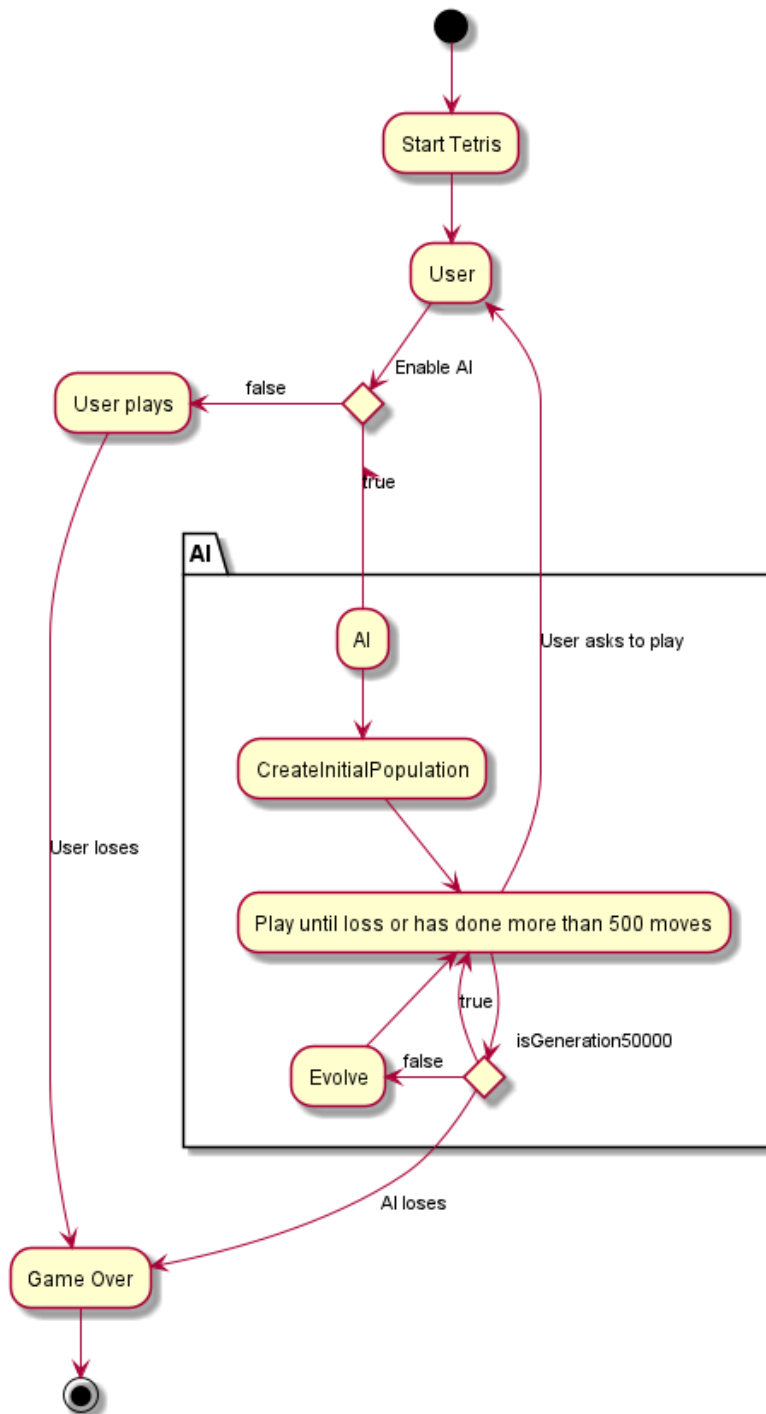 Start Tetris
User
Enable AI
false
User plays
true
AI
AI
User asks to play
CreateInitialPopulation
User loses
Play until loss or has done more than 500 moves
true
isGeneration50000
false
Evolve
AI loses
Game Over